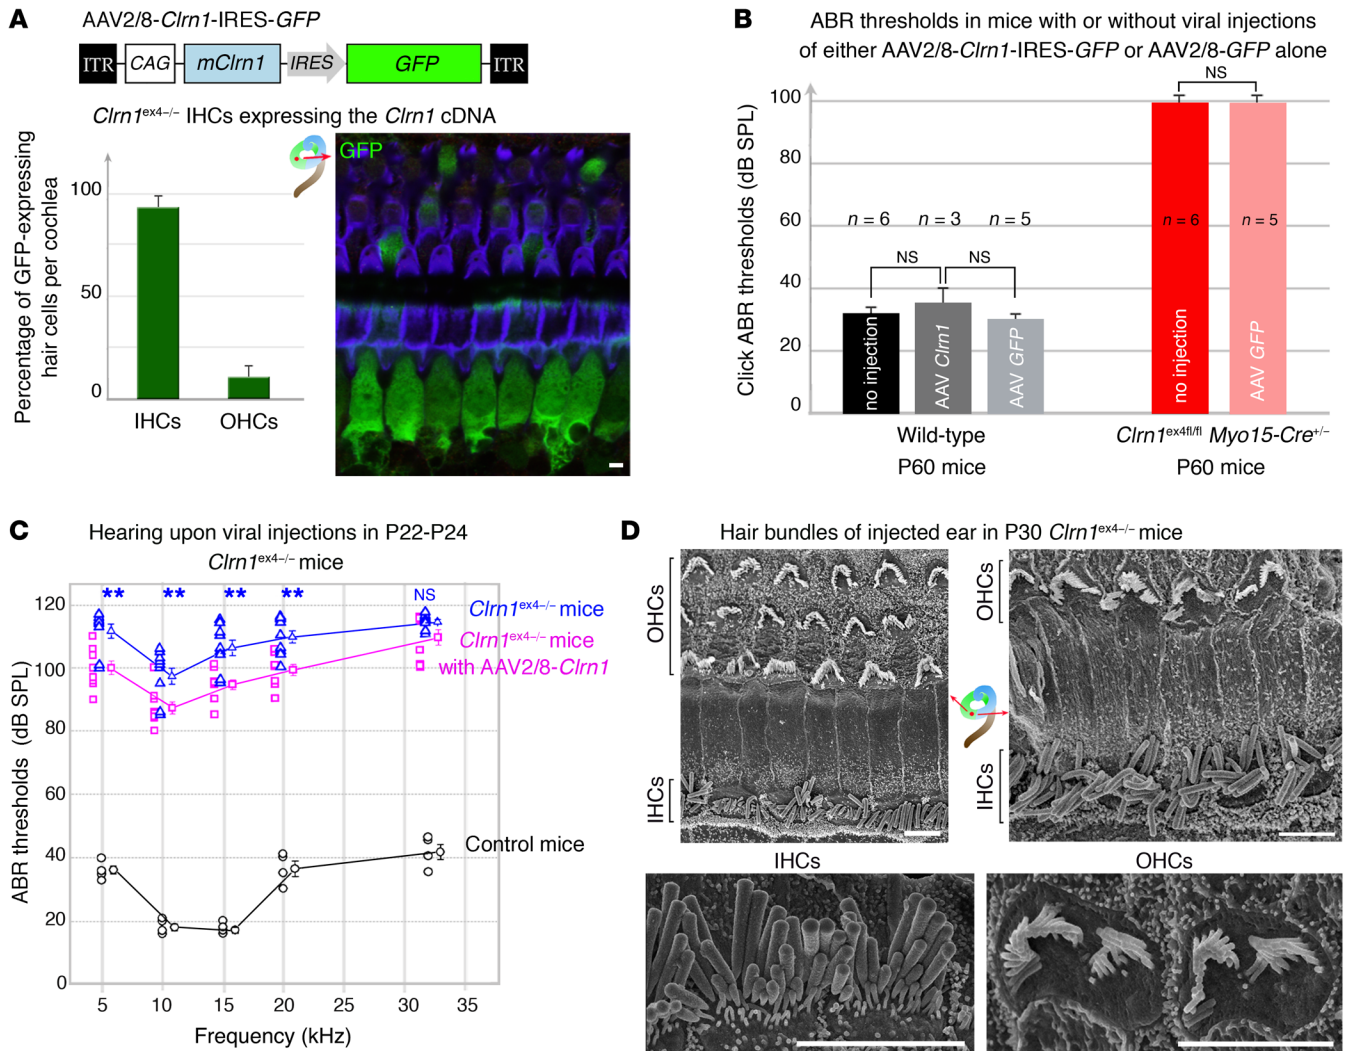 A
AAV2/8-Clrn1-IRES-GFP
ITR CAG mClrn1 IRES GFP ITR
Clrn1ex4–/– IHCs expressing the Clrn1 cDNA
Percentage of GFP-expressing
hair cells per cochlea
100
50
0
IHCs OHCs
GFP
B
ABR thresholds in mice with or without viral injections
of either AAV2/8-Clrn1-IRES-GFP or AAV2/8-GFP alone
Click ABR thresholds (dB SPL)
100
80
60
40
20
0
NS
n = 6 n = 3 n = 5 n = 6 n = 5
NS NS
no injection
AAV Clrn1
AAV GFP
no injection
AAV GFP
Wild-type Clrn1ex4fl/fl Myo15-Cre+/–
P60 mice P60 mice
C
Hearing upon viral injections in P22-P24
Clrn1ex4–/– mice
ABR thresholds (dB SPL)
120
100
80
60
40
20
0
** ** ** ** NS
Clrn1ex4–/– mice
Clrn1ex4–/– mice
with AAV2/8-Clrn1
Control mice
5 10 15 20 25 30 35
Frequency (kHz)
D
Hair bundles of injected ear in P30 Clrn1ex4–/– mice
OHCs
IHCs
OHCs
IHCs
IHCs OHCs